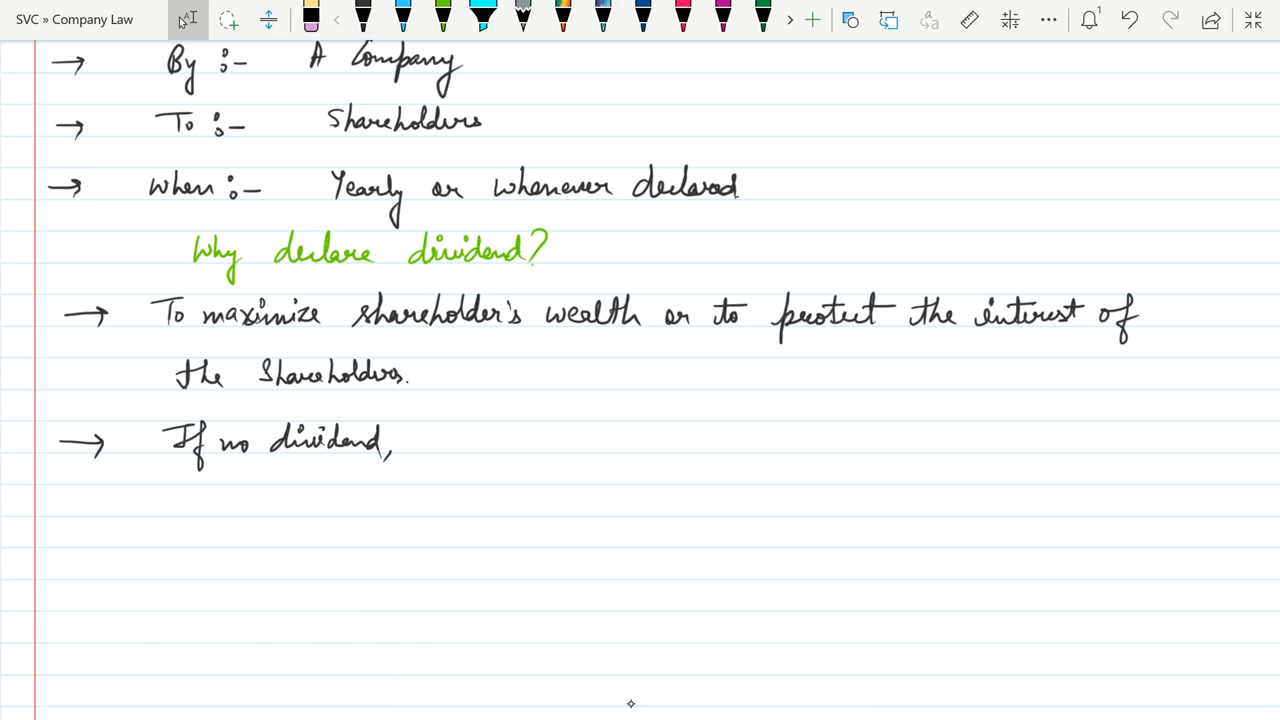 SVC » Company Law
→ By :- A Company
→ To :- Shareholders
→ When :- Yearly or whenever declared
Why declare dividend?
→ To maximize shareholder's wealth or to protect the interest of
the Shareholders.
→ If no dividend,